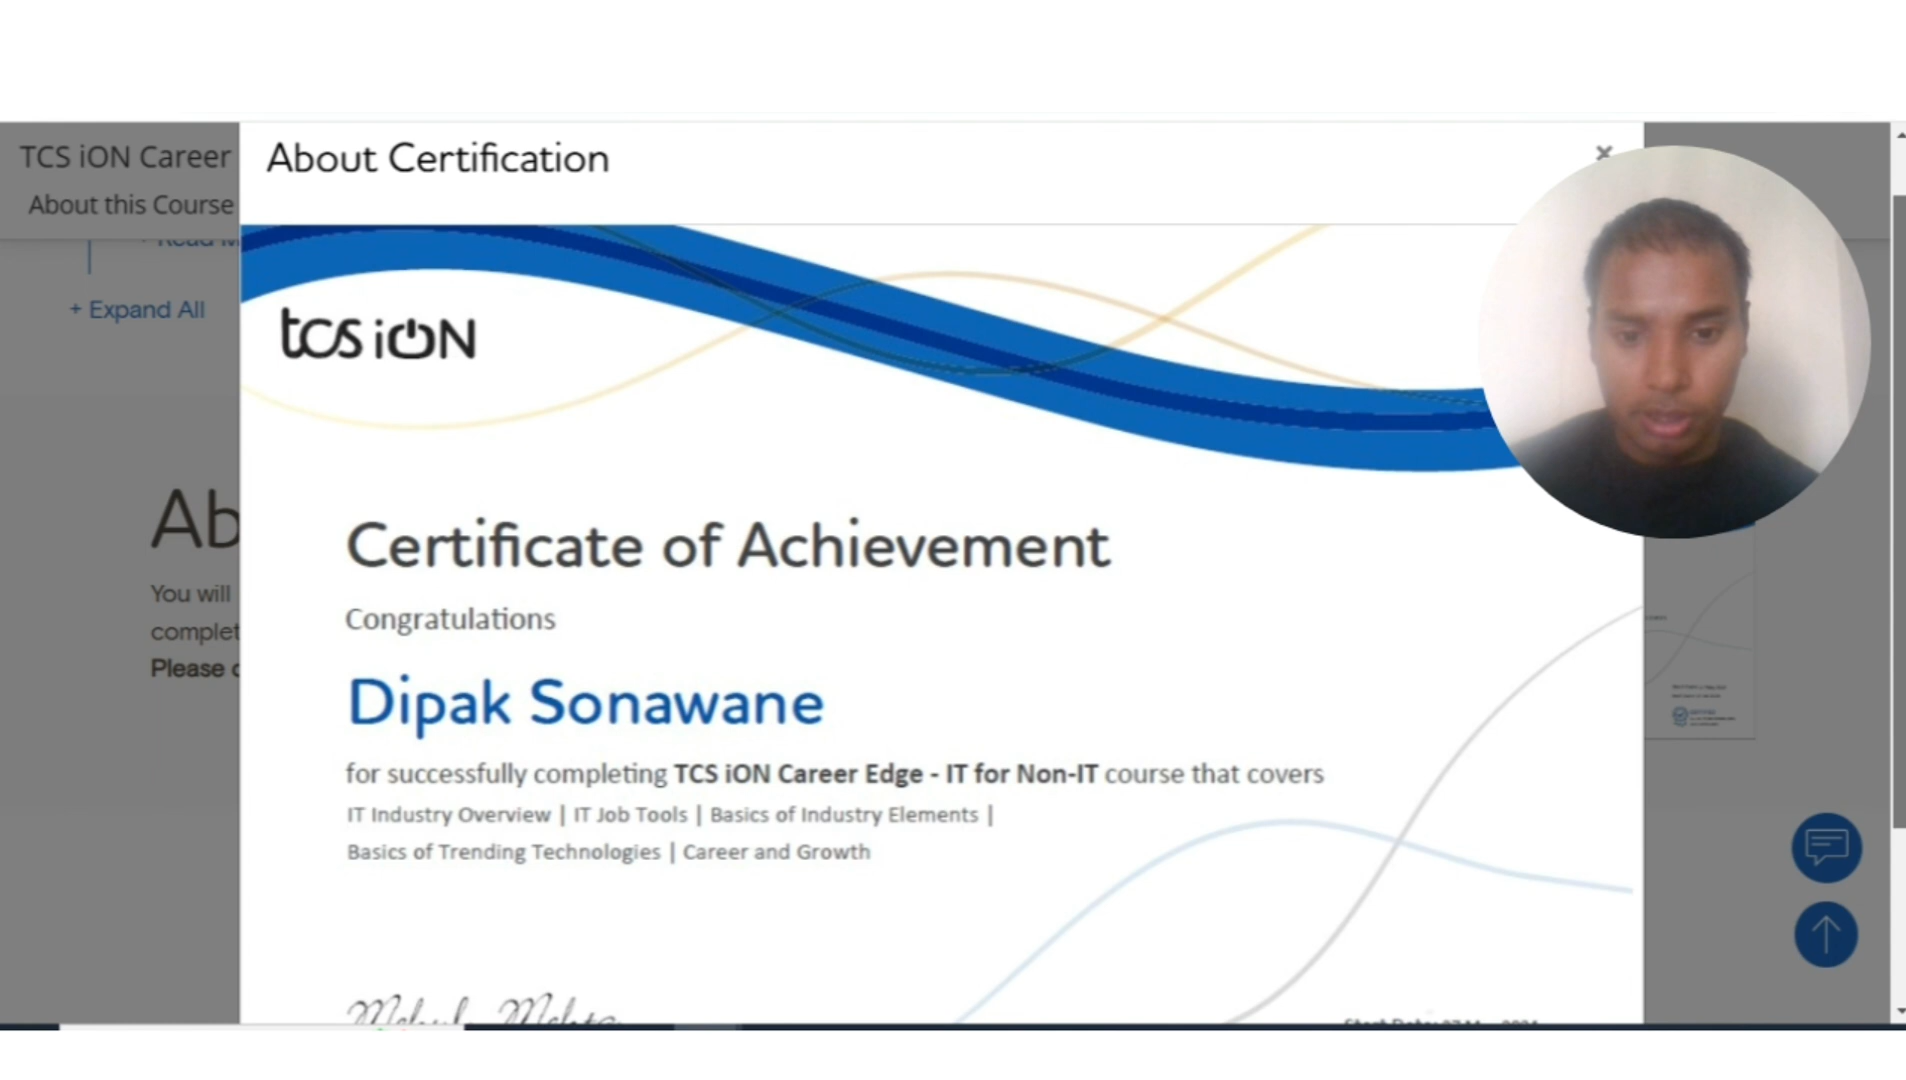 TCS iON Career
About this Course
About Certification
+ Expand All
tcs iON
Certificate of Achievement
Congratulations
Dipak Sonawane
for successfully completing TCS iON Career Edge - IT for Non-IT course that covers
IT Industry Overview | IT Job Tools | Basics of Industry Elements |
Basics of Trending Technologies | Career and Growth
Ab
You will
complet
Please